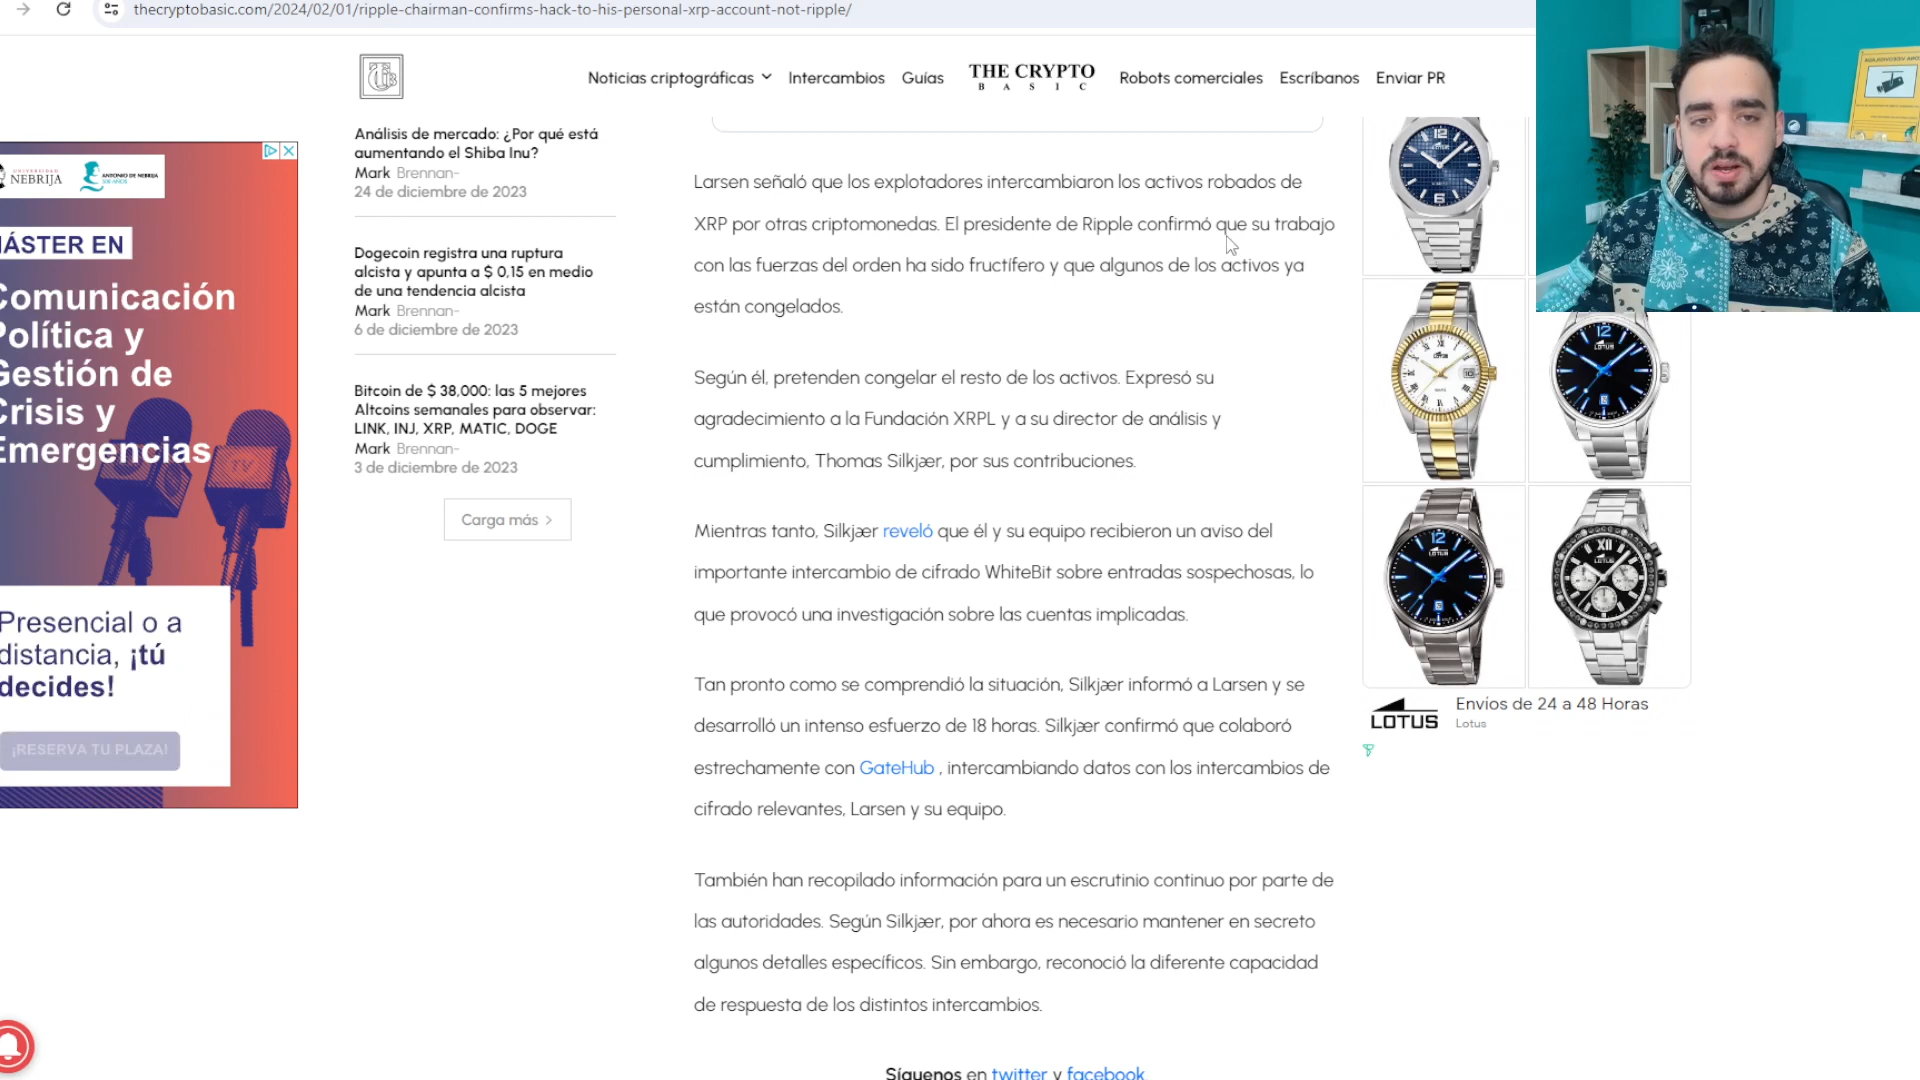 thecryptobasic.com/2024/02/01/ripple-chairman-confirms-hack-to-his-personal-xrp-account-not-ripple/
Noticias criptográficas
Intercambios
Guías
THE CRYPTO
BASIC
Robots comerciales
Escríbanos
Enviar PR
NEBRIJA
ANTONIO DE NEBRIJA
MÁSTER EN
Comunicación
Política y
Gestión de
Crisis y
Emergencias
TV
Presencial o a
distancia, ¡tú
decides!
¡RESERVA TU PLAZA!
Análisis de mercado: ¿Por qué está
aumentando el Shiba Inu?
Mark Brennan-
24 de diciembre de 2023
Dogecoin registra una ruptura
alcista y apunta a $ 0,15 en medio
de una tendencia alcista
Mark Brennan-
6 de diciembre de 2023
Bitcoin de $ 38,000: las 5 mejores
Altcoins semanales para observar:
LINK, INJ, XRP, MATIC, DOGE
Mark Brennan-
3 de diciembre de 2023
Carga más
Larsen señaló que los explotadores intercambiaron los activos robados de
XRP por otras criptomonedas. El presidente de Ripple confirmó que su trabajo
con las fuerzas del orden ha sido fructífero y que algunos de los activos ya
están congelados.
Según él, pretenden congelar el resto de los activos. Expresó su
agradecimiento a la Fundación XRPL y a su director de análisis y
cumplimiento, Thomas Silkjær, por sus contribuciones.
Mientras tanto, Silkjær reveló que él y su equipo recibieron un aviso del
importante intercambio de cifrado WhiteBit sobre entradas sospechosas, lo
que provocó una investigación sobre las cuentas implicadas.
Tan pronto como se comprendió la situación, Silkjær informó a Larsen y se
desarrolló un intenso esfuerzo de 18 horas. Silkjær confirmó que colaboró
estrechamente con GateHub , intercambiando datos con los intercambios de
cifrado relevantes, Larsen y su equipo.
También han recopilado información para un escrutinio continuo por parte de
las autoridades. Según Silkjær, por ahora es necesario mantener en secreto
algunos detalles específicos. Sin embargo, reconoció la diferente capacidad
de respuesta de los distintos intercambios.
Síguenos en twitter y facebook
LOTUS
Envíos de 24 a 48 Horas
Lotus